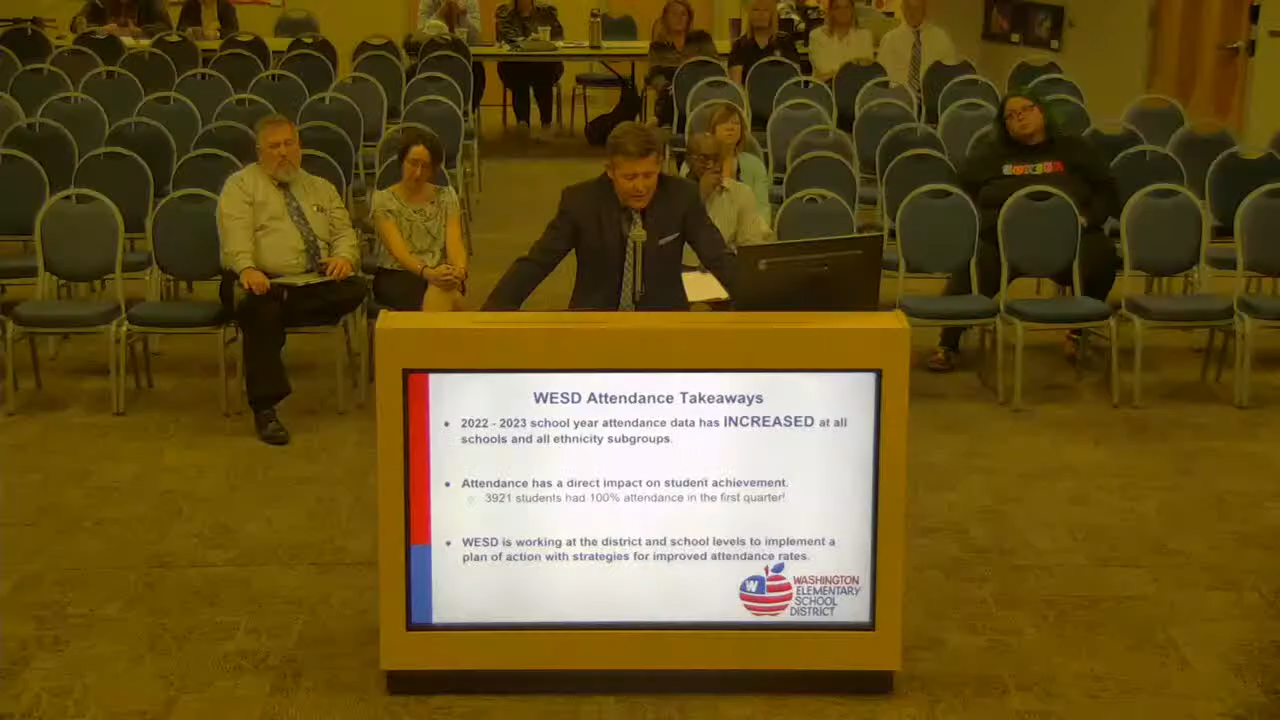 WESD Attendance Takeaways
• 2022 - 2023 school year attendance data has INCREASED at all
schools and all ethnicity subgroups.
• Attendance has a direct impact on student achievement.
○ 3921 students had 100% attendance in the first quarter!
• WESD is working at the district and school levels to implement a
plan of action with strategies for improved attendance rates.
W
WASHINGTON
ELEMENTARY
SCHOOL
DISTRICT